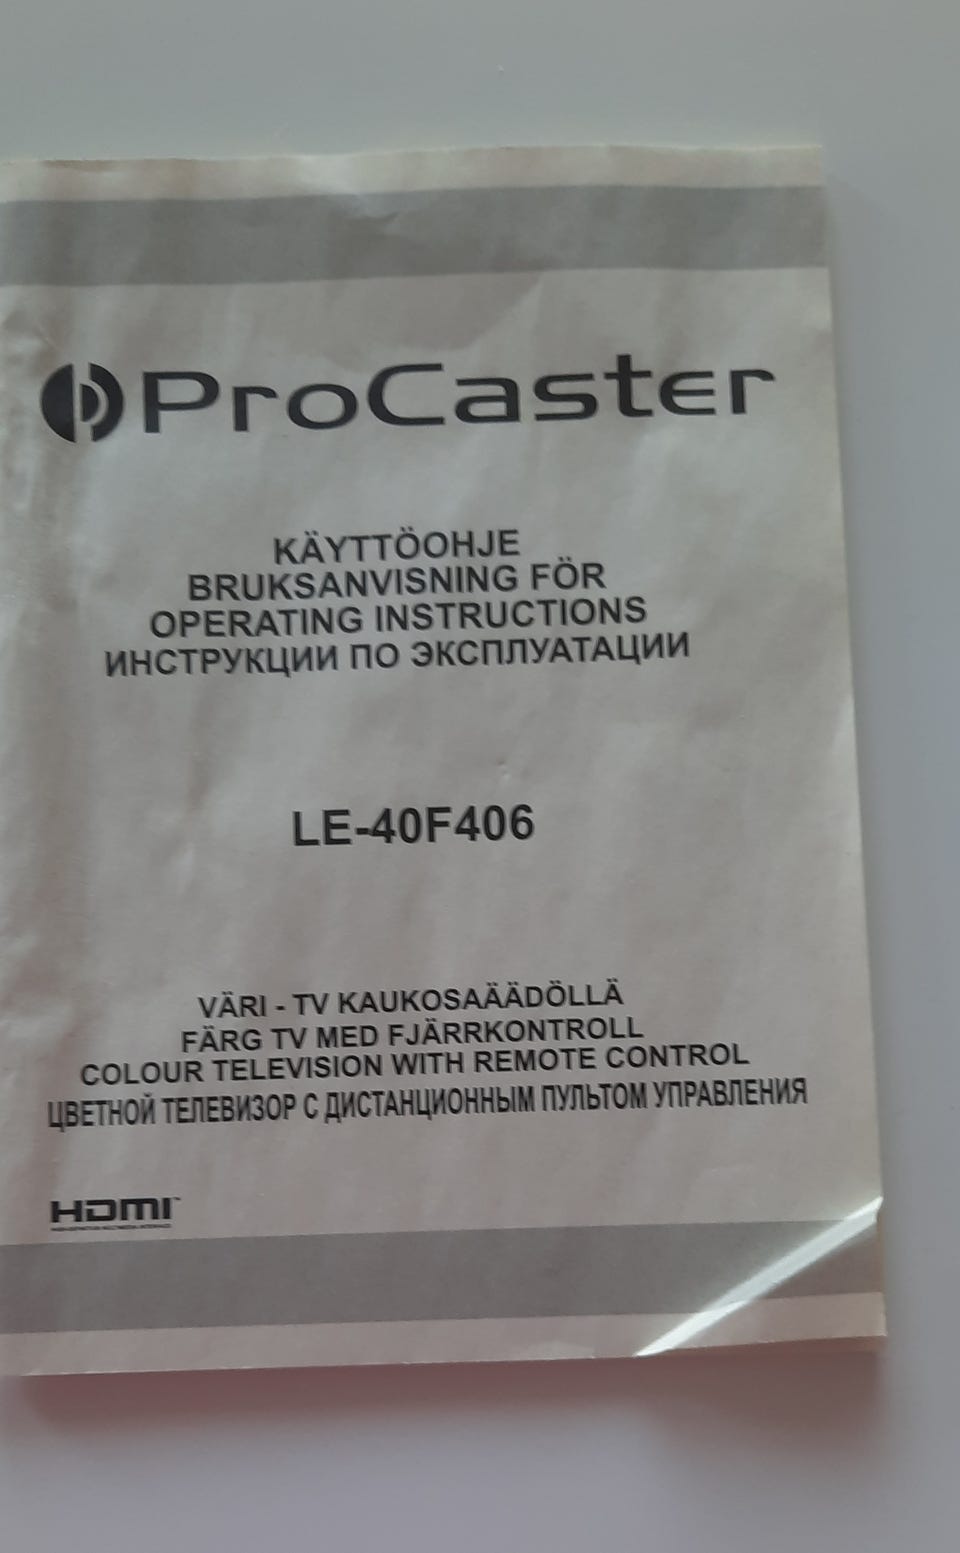 ProCaster
KÄYTTÖOHJE
BRUKSANVISNING FÖR
OPERATING INSTRUCTIONS
ИНСТРУКЦИИ ПО ЭКСПЛУАТАЦИИ
LE-40F406
VÄRI - TV KAUKOSAÄÄDÖLLÄ
FÄRG TV MED FJÄRRKONTROLL
COLOUR TELEVISION WITH REMOTE CONTROL
ЦВЕТНОЙ ТЕЛЕВИЗОР С ДИСТАНЦИОННЫМ ПУЛЬТОМ УПРАВЛЕНИЯ
HDMI™